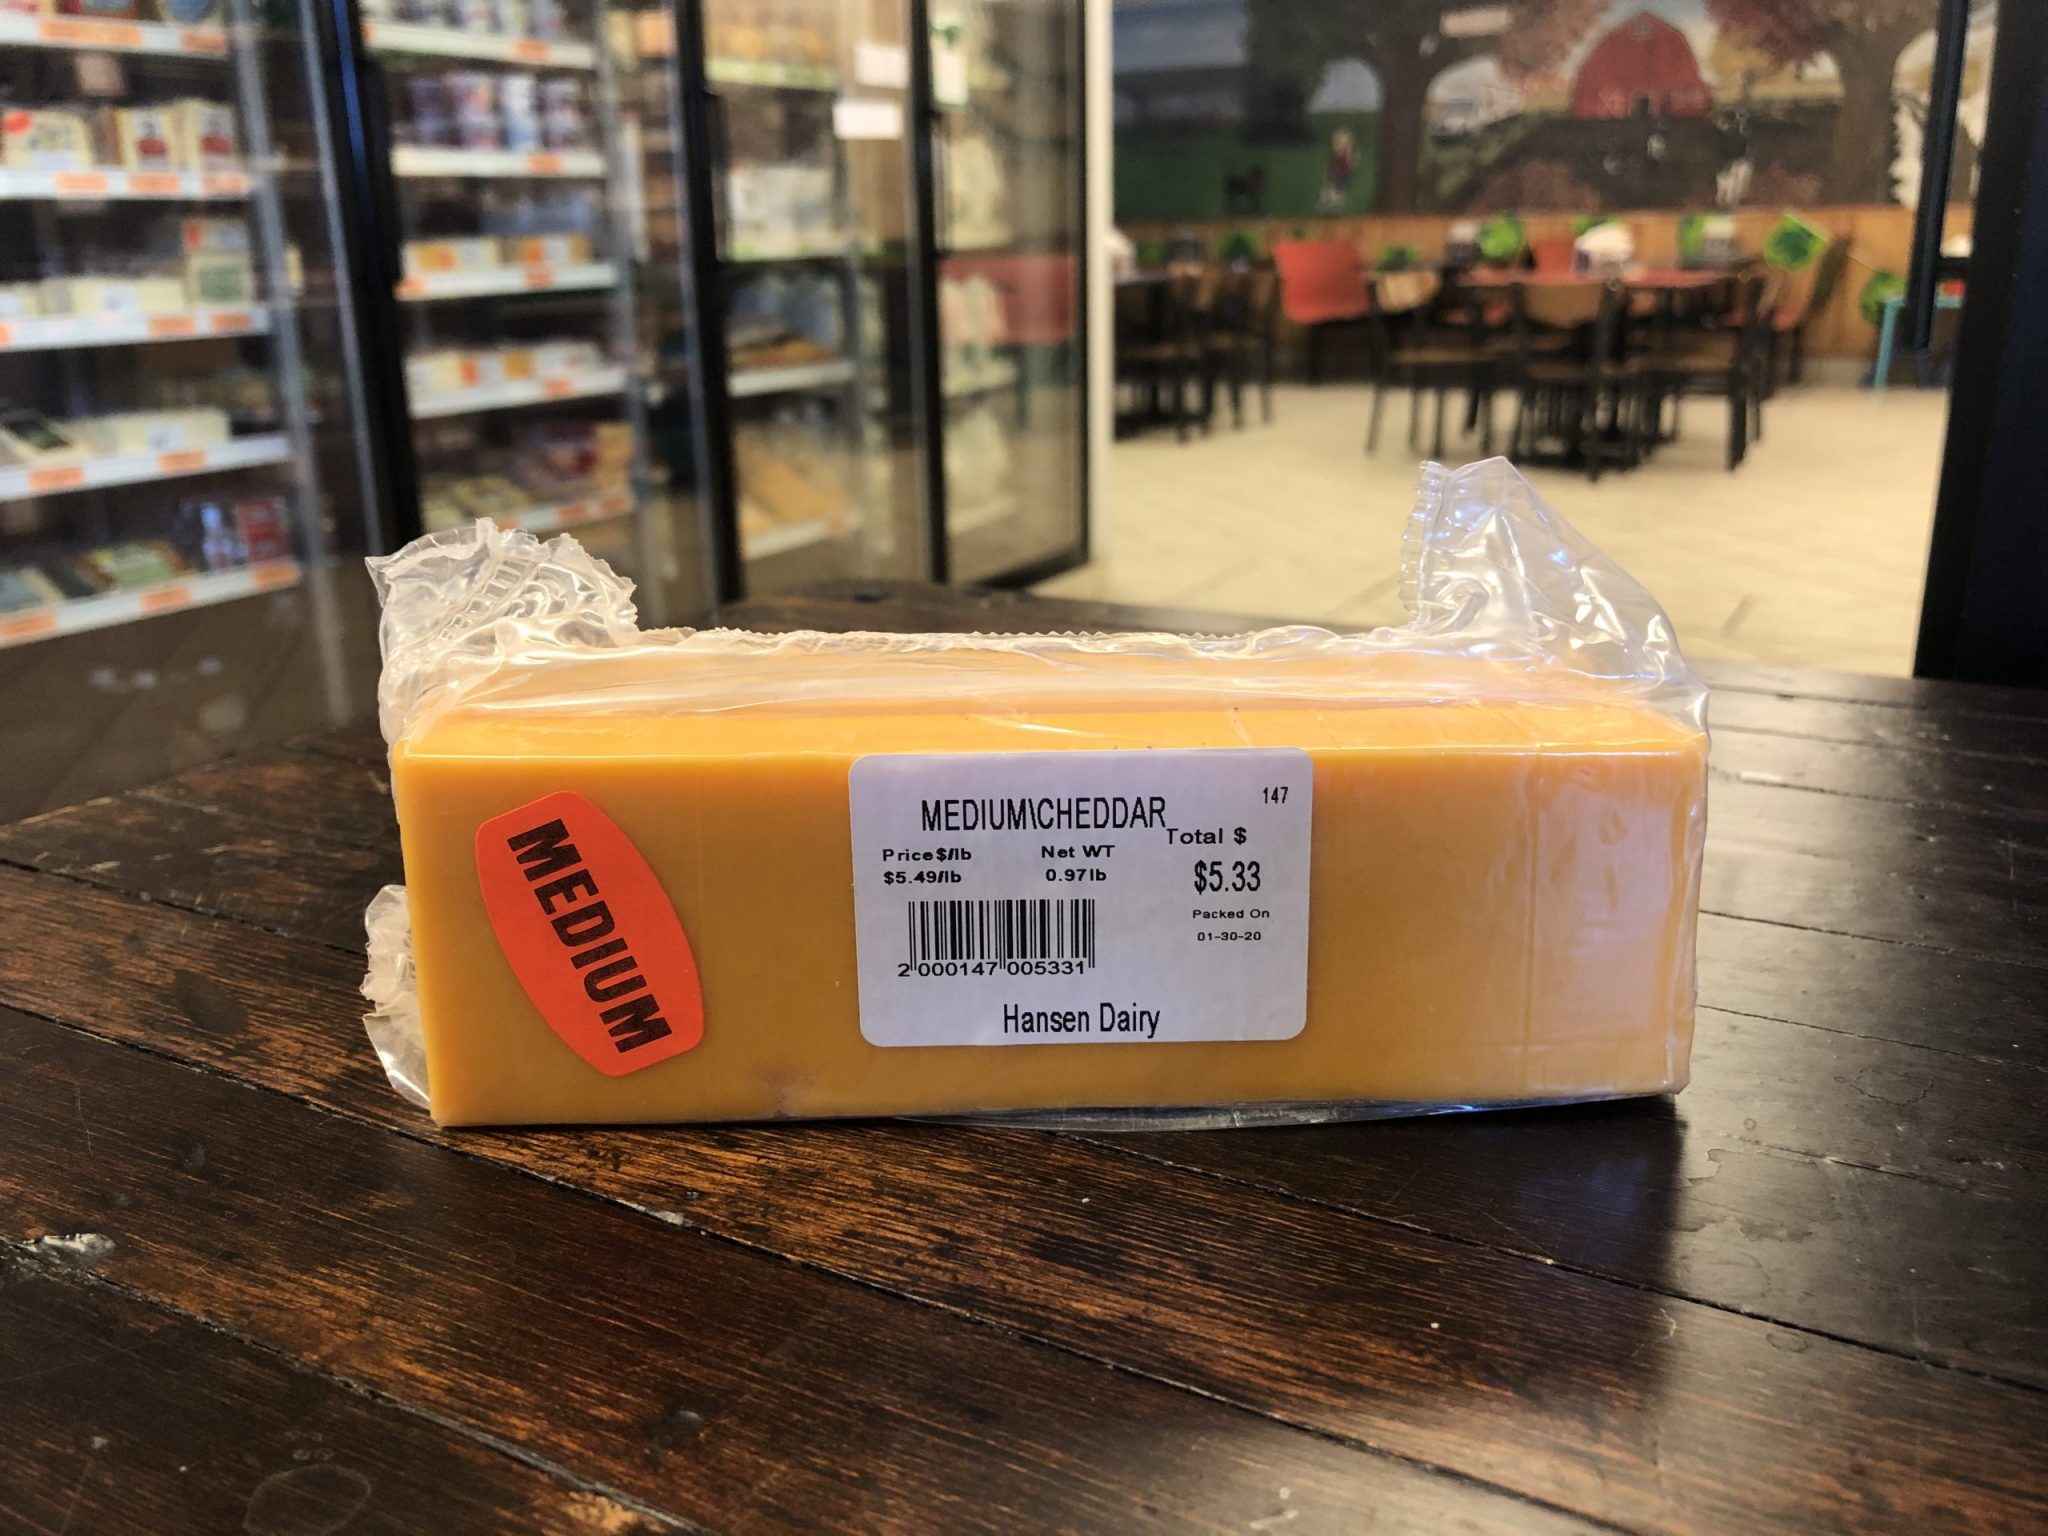 MEDIUM
MEDIUM\CHEDDAR
147
Price$/lb
Net WT
Total $
$5.49/lb
0.97lb
$5.33
Packed On
01-30-20
2 000147 005331
Hansen Dairy